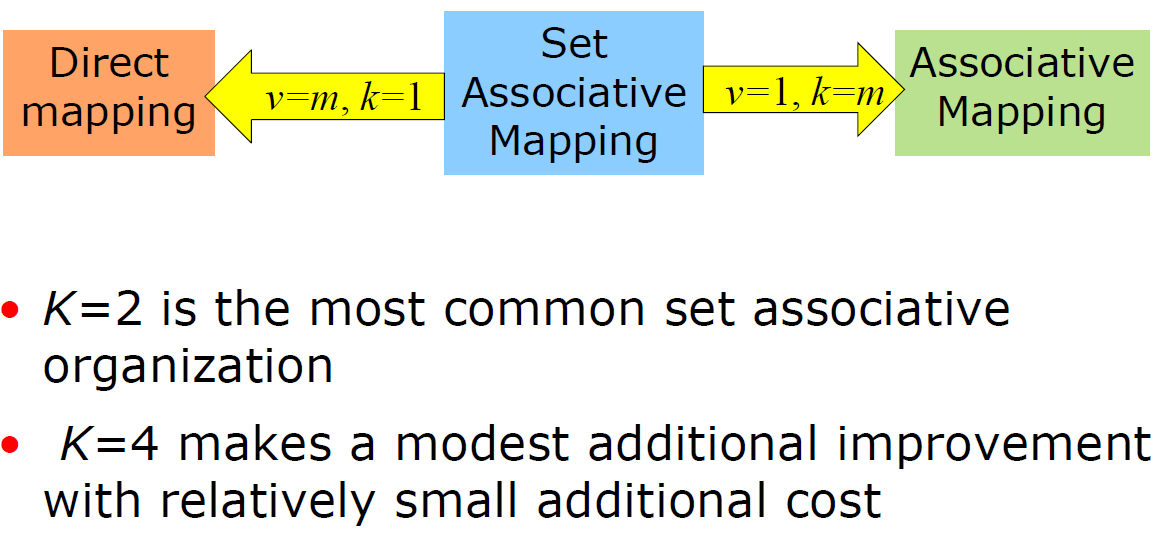 Direct
mapping
v=m, k=1
Set
Associative
Mapping
v=1, k=m
Associative
Mapping
• K=2 is the most common set associative
organization
• K=4 makes a modest additional improvement
with relatively small additional cost